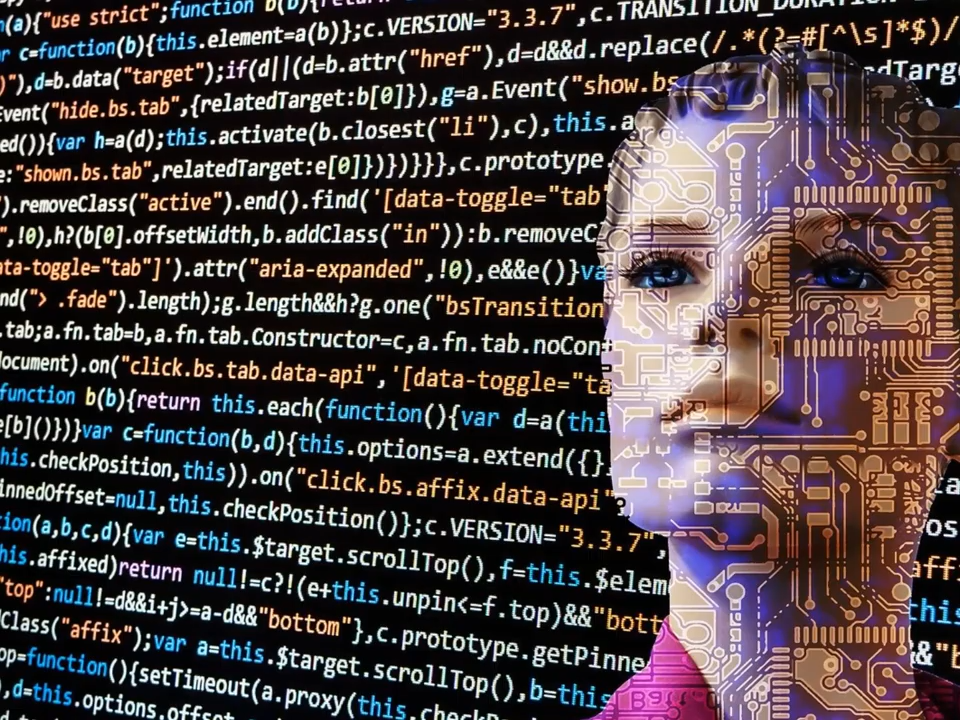 (a){"use strict";function b(b){return
c=function(b){this.element=a(b)};c.VERSION="3.3.7",c.TRANSITION_DURATION
"),d=b.data("target");if(d||(d=b.attr("href"),d=d&&d.replace(/.*(?=#[^\s]*$)/
Event("hide.bs.tab",{relatedTarget:b[0]}),g=a.Event("show.bs
ed()){var h=a(d);this.activate(b.closest("li"),c),this.a
e:"shown.bs.tab",relatedTarget:e[0]})})}}},c.prototype.
").removeClass("active").end().find('[data-toggle="tab"
",!0),h?(b[0].offsetWidth,b.addClass("in")):b.removeC
ata-toggle="tab"]').attr("aria-expanded",!0),e&&e()}va
nd("> .fade").length);g.length&&h?g.one("bsTransition
.tab;a.fn.tab=b,a.fn.tab.Constructor=c,a.fn.tab.noCon
document).on("click.bs.tab.data-api",'[data-toggle="ta
function b(b){return this.each(function(){var d=a(thi
e[b]()})}var c=function(b,d){this.options=a.extend({},
his.checkPosition,this)).on("click.bs.affix.data-api",
innedOffset=null,this.checkPosition()};c.VERSION="3.3.7",
tion(a,b,c,d){var e=this.$target.scrollTop(),f=this.$elem
his.affixed)return null!=c?!(e+this.unpin<=f.top)&&"bott
"top":null!=d&&i+j>=a-d&&"bottom"},c.prototype.getPinne
dClass("affix");var a=this.$target.scrollTop(),b=this
op=function(){setTimeout(a.proxy(this.checkPo
),d=this.options.offset